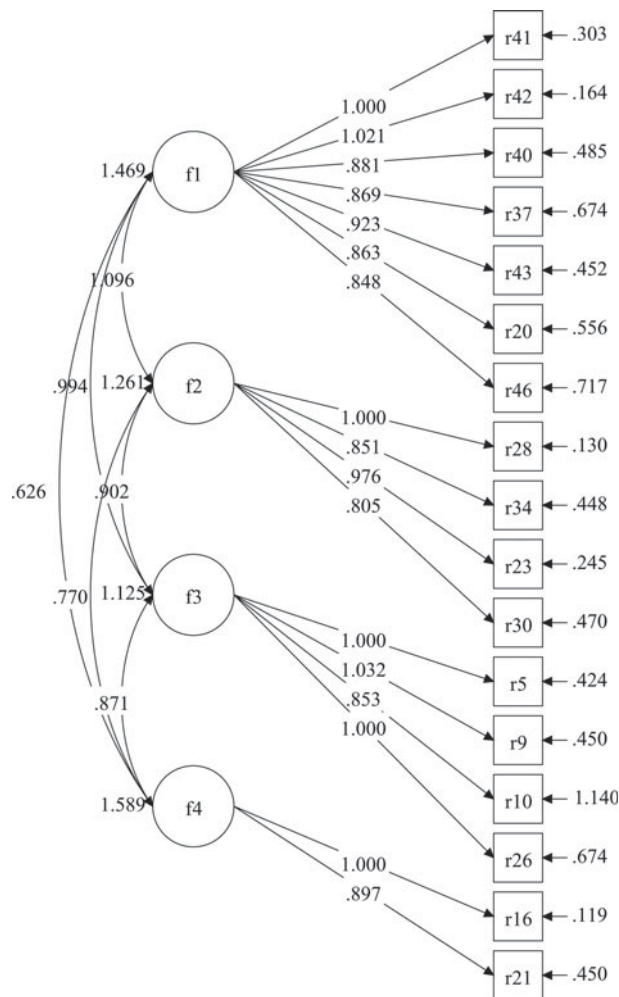 r41 .303
r42 .164
1.000
1.021
r40 .485
1.469 f1 .881
.869
r37 .674
.923
.863
r43 .452
1.096 .848
r20 .556
.994 1.261 f2 r46 .717
1.000
r28 .130
.851
.976
.626 .902 r34 .448
.805
r23 .245
.770 1.125 f3
r30 .470
1.000
1.032 r5 .424
.853
.871 1.000
r9 .450
r10 1.140
1.589 f4
r26 .674
1.000
.897 r16 .119
r21 .450